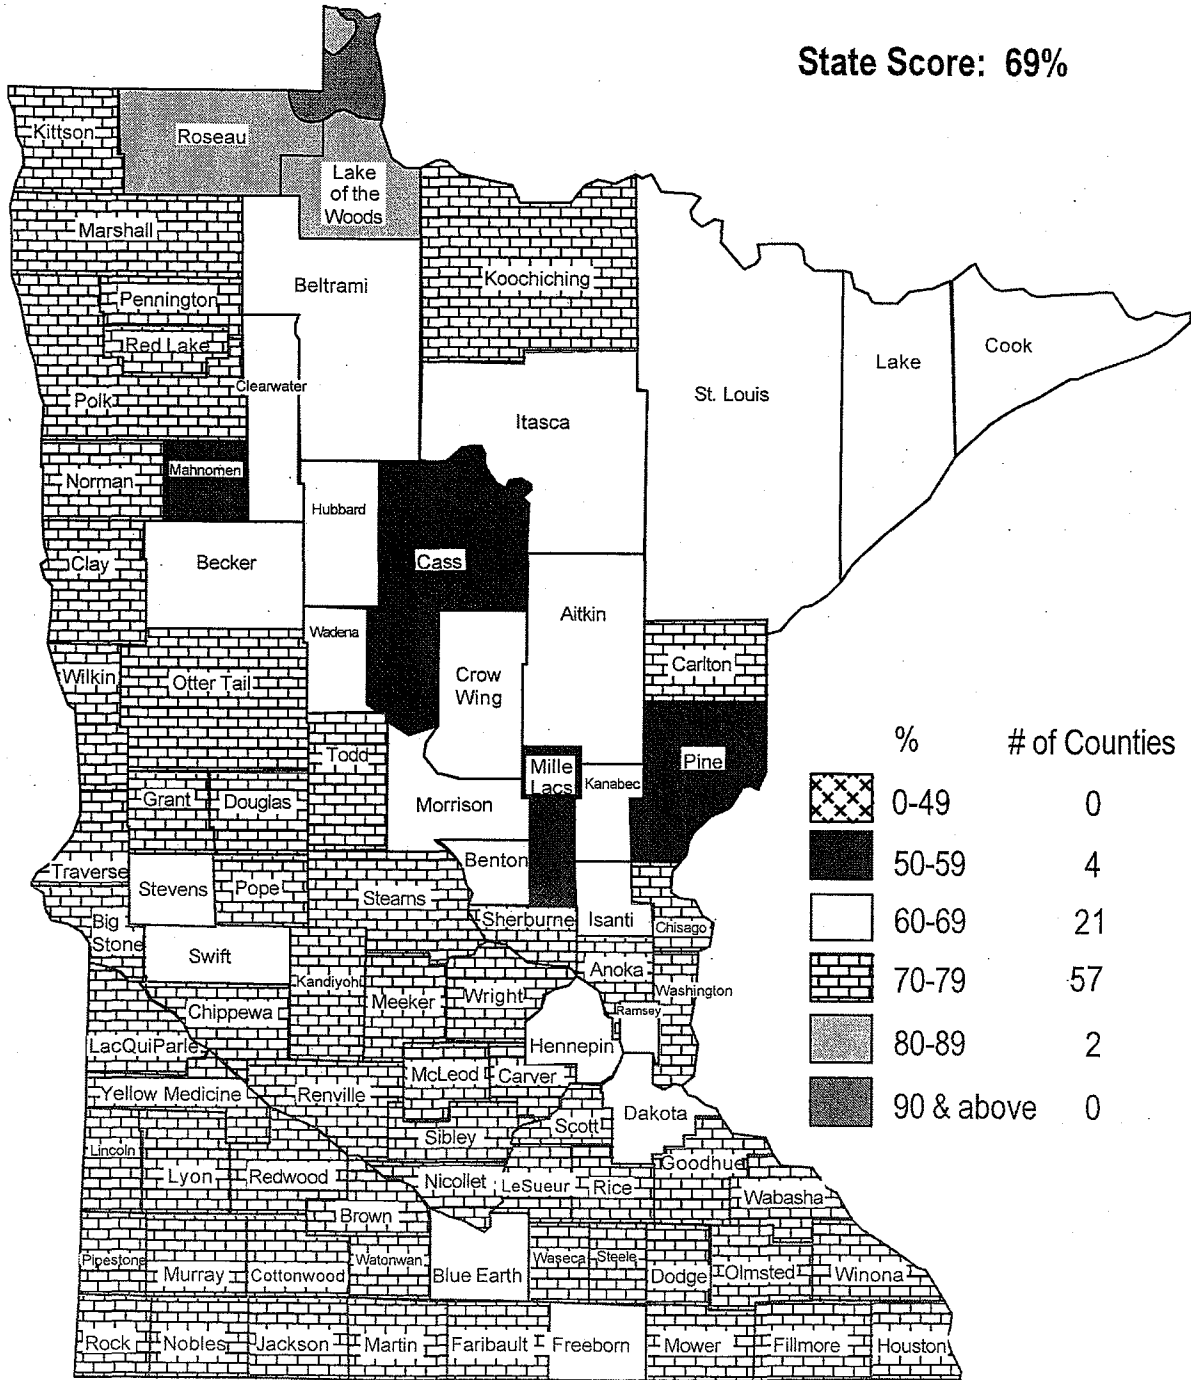 State Score: 69%
Kittson
Roseau
Lake
of the
Woods
Marshall
Koochiching
Beltrami
Pennington
Red Lake
Clearwater
Polk
Cook
Lake
St. Louis
Itasca
Mahnomen
Norman
Hubbard
Cass
Becker
Clay
Aitkin
Wadena
Carlton
Wilkin
Otter Tail
Crow
Wing
Todd
Pine
Mille
Lacs
Kanabec
Grant
Douglas
Morrison
Traverse
Stevens
Pope
Benton
Stearns
Big
Stone
Sherburne
Isanti
Chisago
Swift
Kandiyohi
Meeker
Wright
Anoka
Washington
Ramsey
Chippewa
LacQuiParle
Hennepin
McLeod
Carver
Yellow Medicine
Renville
Dakota
Scott
Sibley
Lincoln
Lyon
Redwood
Nicollet
LeSueur
Rice
Goodhue
Wabasha
Brown
Pipestone
Murray
Cottonwood
Watonwan
Blue Earth
Waseca
Steele
Dodge
Olmsted
Winona
Rock
Nobles
Jackson
Martin
Faribault
Freeborn
Mower
Fillmore
Houston
% # of Counties
0-49 0
50-59 4
60-69 21
70-79 57
80-89 2
90 & above 0